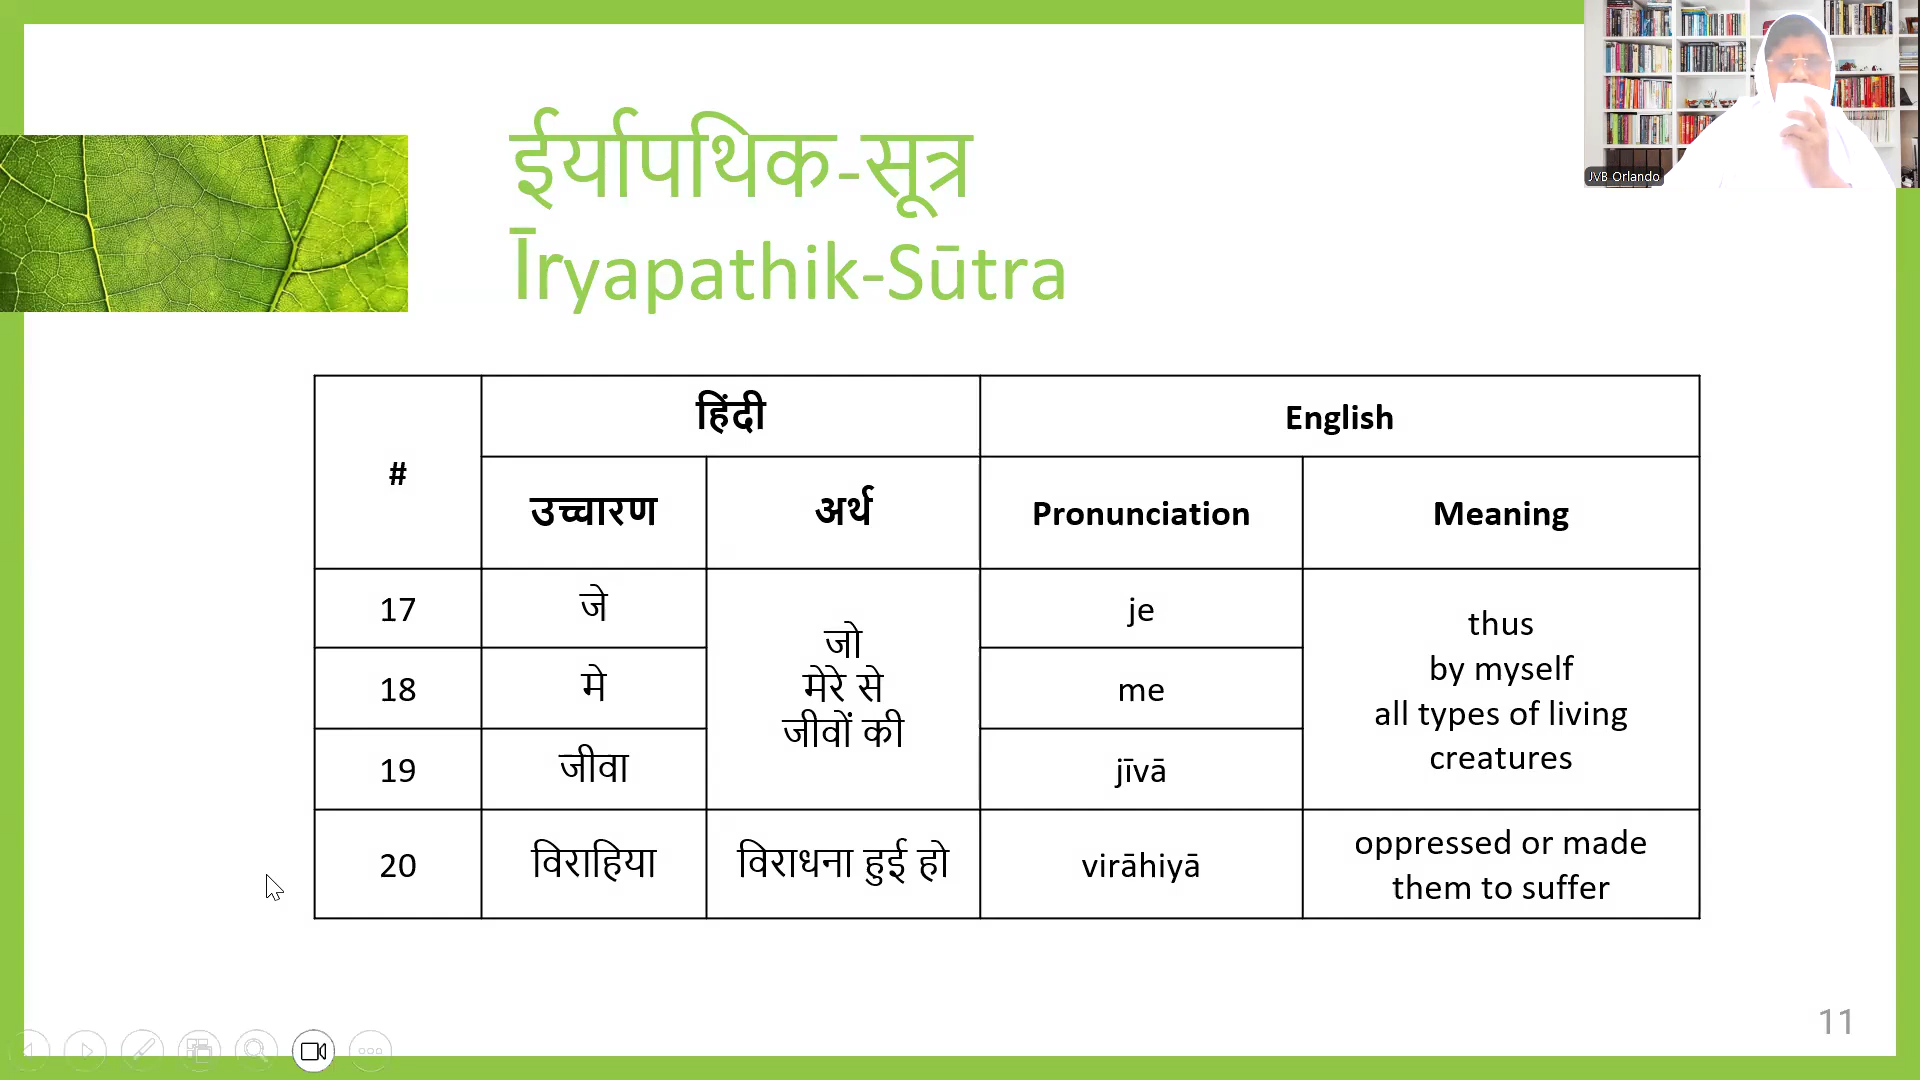 JVB Orlando
ईर्यापथिक-सूत्र
Īryapathik-Sūtra
#
हिंदी
English
उच्चारण
अर्थ
Pronunciation
Meaning
17
जे
जो
मेरे से
जीवों की
je
thus
by myself
all types of living
creatures
18
मे
me
19
जीवा
jīvā
20
विराहिया
विराधना हुई हो
virāhiyā
oppressed or made
them to suffer
11